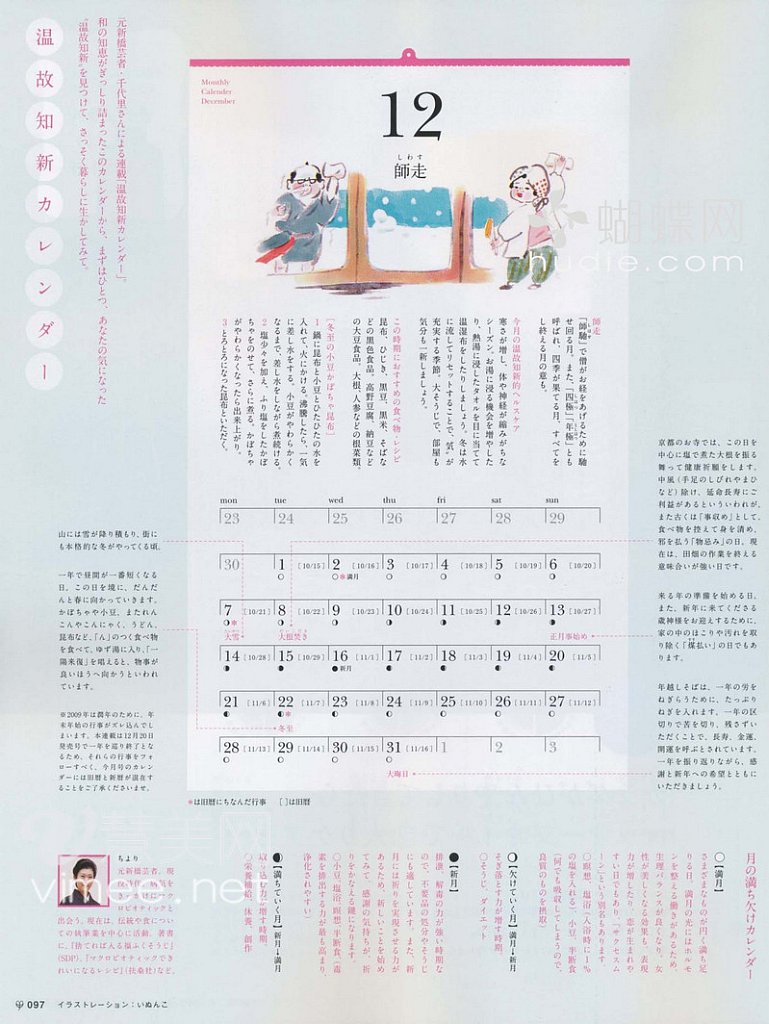 温故知新カレンダー
元新橋芸者・千代里さんによる連載「温故知新カレンダー」。
和の知恵がぎっしり詰まったこのカレンダーから、まずはひとつ、あなたの気になった
"温故知新"を見つけて、さっそく暮らしに生かしてみて。
Monthly
Calender
December
12
しわす
師走
蝴蝶网
hudie.com
師走
「師馳」で僧がお経をあげるために馳
せ回る月。また、「四極」「年極」とも
呼ばれ、四季が果てる月、すべてを
し終える月の意も。
今月の温故知新的ヘルスケア
寒さが増し、体や神経が縮みがちな
シーズン。お湯に浸る機会を増やした
り、熱湯に浸したタオルを目に当てて
温湿布をしたりしましょう。冬は水
に流してリセットすることで、"気"が
充実する季節。大そうじで、部屋も
気分も一新しましょう。
この時期におすすめの食べ物・レシピ
昆布、ひじき、黒豆、黒米、そばな
どの黒色食品。高野豆腐、納豆など
の大豆食品。大根、人参などの根菜類。
[冬至の小豆かぼちゃ昆布]
1 鍋に昆布と小豆とひたひたの水を
入れて、火にかける。沸騰したら、一気
に差し水をする。小豆がやわらかく
なるまで、差し水をしながら煮続ける。
2 塩少々を加え、ふり塩をしたかぼ
ちゃをのせて、さらに煮る。かぼちゃ
がやわらかくなったら出来上がり。
3 とろとろになった昆布といただく。
mon tue wed thu fri sat sun
23 24 25 26 27 28 29
30 1[10/15] 2[10/16] 3[10/17] 4[10/18] 5[10/19] 6[10/20]
＊満月
7[10/21] 8[10/22] 9[10/23] 10[10/24] 11[10/25] 12[10/26] 13[10/27]
大雪 大根焚き 正月事始め
14[10/28] 15[10/29] 16[11/1] 17[11/2] 18[11/3] 19[11/4] 20[11/5]
新月
21[11/6] 22[11/7] 23[11/8] 24[11/9] 25[11/10] 26[11/11] 27[11/12]
冬至
28[11/13] 29[11/14] 30[11/15] 31[11/16] 1 2 3
大晦日
＊は旧暦にちなんだ行事 [ ]は旧暦
山には雪が降り積もり、街に
も本格的な冬がやってくる頃。
一年で昼間が一番短くなる
日。この日を境に、だんだ
んと春に向かっていきます。
かぼちゃや小豆、またれん
こんやこんにゃく、うどん、
昆布など、「ん」のつく食べ物
を食べて、ゆず湯に入り、「一
陽来復」を唱えると、物事が
良いほうへ向かうといわれ
ています。
※2009年は閏年のために、年
末年始の行事がズレ込んでし
まいます。本連載は12月20日
発売号で一年を巡り終了とな
るため、それらの行事をフォ
ローすべく、今月号のカレン
ダーには旧暦と新暦が混在す
ることをご了承くださいませ。
京都のお寺では、この日を
中心に塩で煮た大根を振る
舞って健康祈願をします。
中風（手足のしびれやまひ
など）除け、延命長寿にご
利益があるといういわれが。
また古くは「事収め」として、
食べ物を控えて身を清め、
邪を払う「物忌み」の日。現
在は、田畑の作業を終える
意味合いが強い日です。
来る年の準備を始める日。
また、新年に来てくださる
歳神様をお迎えするために、
家の中のほこりや汚れを取
り除く「煤払い」の日でもあ
ります。
年越しそばは、一年の労を
ねぎらうために、たっぷり
ねぎを入れます。一年の区
切りで苦を切り、残さずい
ただくことで、長寿、金運、
開運を呼ぶとされています。
一年を振り返りながら、感
謝と新年への希望とともに
いただきましょう。
月の満ち欠けカレンダー
[満月]
さまざまなものが円く満ち足
りる日。満月の光にはホルモ
ンを整える働きがあるため、
生理バランスが良くなり、女
性が美しくなる効果も。表現
力が増したり、恋が生まれや
すい日でもあり、「サクセスム
ーン」という別名もあります。
○瞑想、塩浴（入浴時に1％
の塩を入れる）、小豆、半断食
（何でも吸収してしまうので、
良質のものを摂取）
[欠けていく月]満月→新月
そぎ落とす力が増す時期。
○そうじ、ダイエット
[新月]
排泄、解毒の力が強い時期な
ので、不要品の処分やそうじ
にも適しています。また、新
月には祈りを実現させる力が
あるため、新しいことを始め
てみて。感謝の気持ちが、祈
りをかなえる鍵になります。
○小豆、塩浴、瞑想、半断食（毒
素を排出する力が最も高まり、
浄化されやすい）
[満ちていく月]新月→満月
吸収する力が増す時期。
○栄養補給、休養、創作
ちより
元新橋芸者。現
出会う。現在は、伝統や食につい
ての執筆業を中心に活動。著書
に、『捨てれば入る福ふくそうじ』
（SDP）、『マクロビオティックでき
れいになるレシピ』（扶桑社）など。
vimee.net
097 イラストレーション：いぬんこ